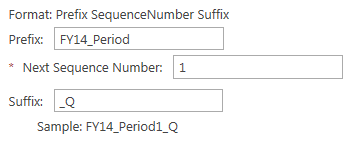 Format: Prefix SequenceNumber Suffix
Prefix: FY14_Period
* Next Sequence Number: 1
Suffix: _Q
Sample: FY14_Period1_Q